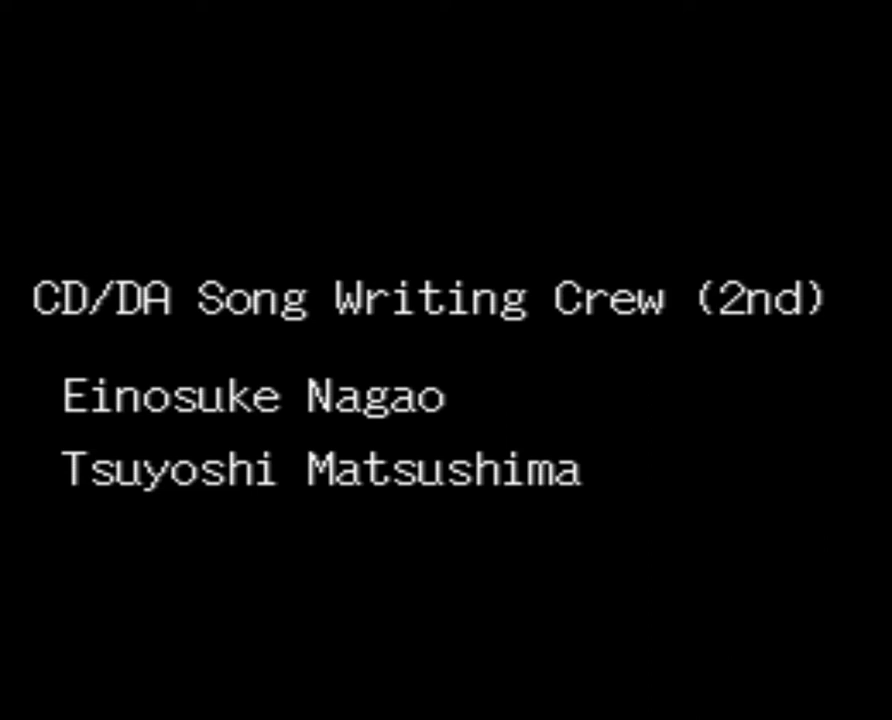 CD/DA Song Writing Crew (2nd)
Einosuke Nagao
Tsuyoshi Matsushima